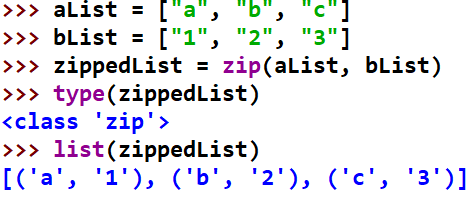 >>> aList = ["a", "b", "c"]
>>> bList = ["1", "2", "3"]
>>> zippedList = zip(aList, bList)
>>> type(zippedList)
<class 'zip'>
>>> list(zippedList)
[('a', '1'), ('b', '2'), ('c', '3')]